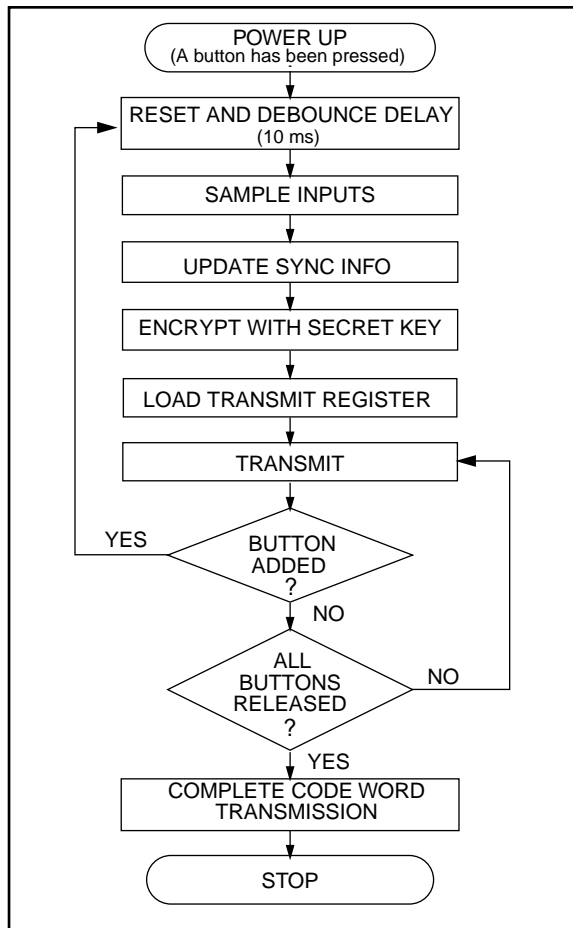 POWER UP
(A button has been pressed)
RESET AND DEBOUNCE DELAY
(10 ms)
SAMPLE INPUTS
UPDATE SYNC INFO
ENCRYPT WITH SECRET KEY
LOAD TRANSMIT REGISTER
TRANSMIT
YES
BUTTON
ADDED
?
NO
ALL
BUTTONS
RELEASED
?
NO
YES
COMPLETE CODE WORD
TRANSMISSION
STOP